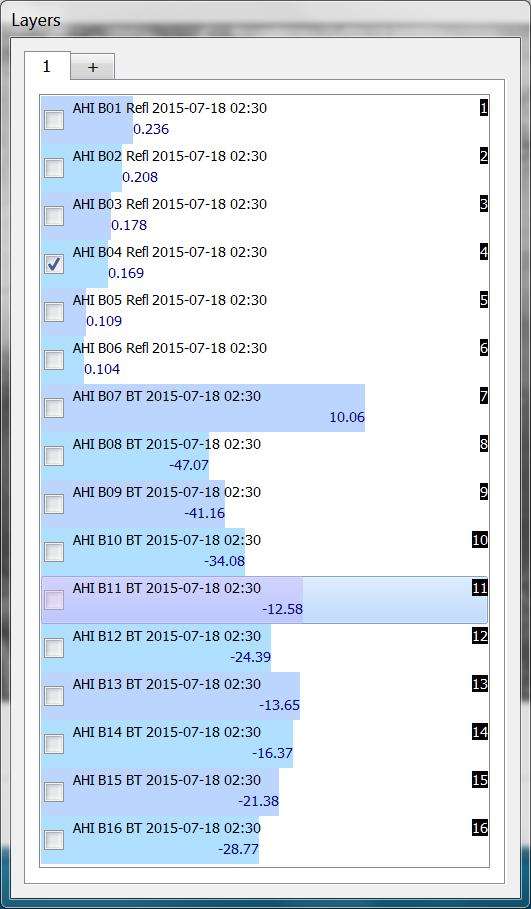 Layers
1 +
AHI B01 Refl 2015-07-18 02:30 1
0.236
AHI B02 Refl 2015-07-18 02:30 2
0.208
AHI B03 Refl 2015-07-18 02:30 3
0.178
AHI B04 Refl 2015-07-18 02:30 4
0.169
AHI B05 Refl 2015-07-18 02:30 5
0.109
AHI B06 Refl 2015-07-18 02:30 6
0.104
AHI B07 BT 2015-07-18 02:30 7
10.06
AHI B08 BT 2015-07-18 02:30 8
-47.07
AHI B09 BT 2015-07-18 02:30 9
-41.16
AHI B10 BT 2015-07-18 02:30 10
-34.08
AHI B11 BT 2015-07-18 02:30 11
-12.58
AHI B12 BT 2015-07-18 02:30 12
-24.39
AHI B13 BT 2015-07-18 02:30 13
-13.65
AHI B14 BT 2015-07-18 02:30 14
-16.37
AHI B15 BT 2015-07-18 02:30 15
-21.38
AHI B16 BT 2015-07-18 02:30 16
-28.77